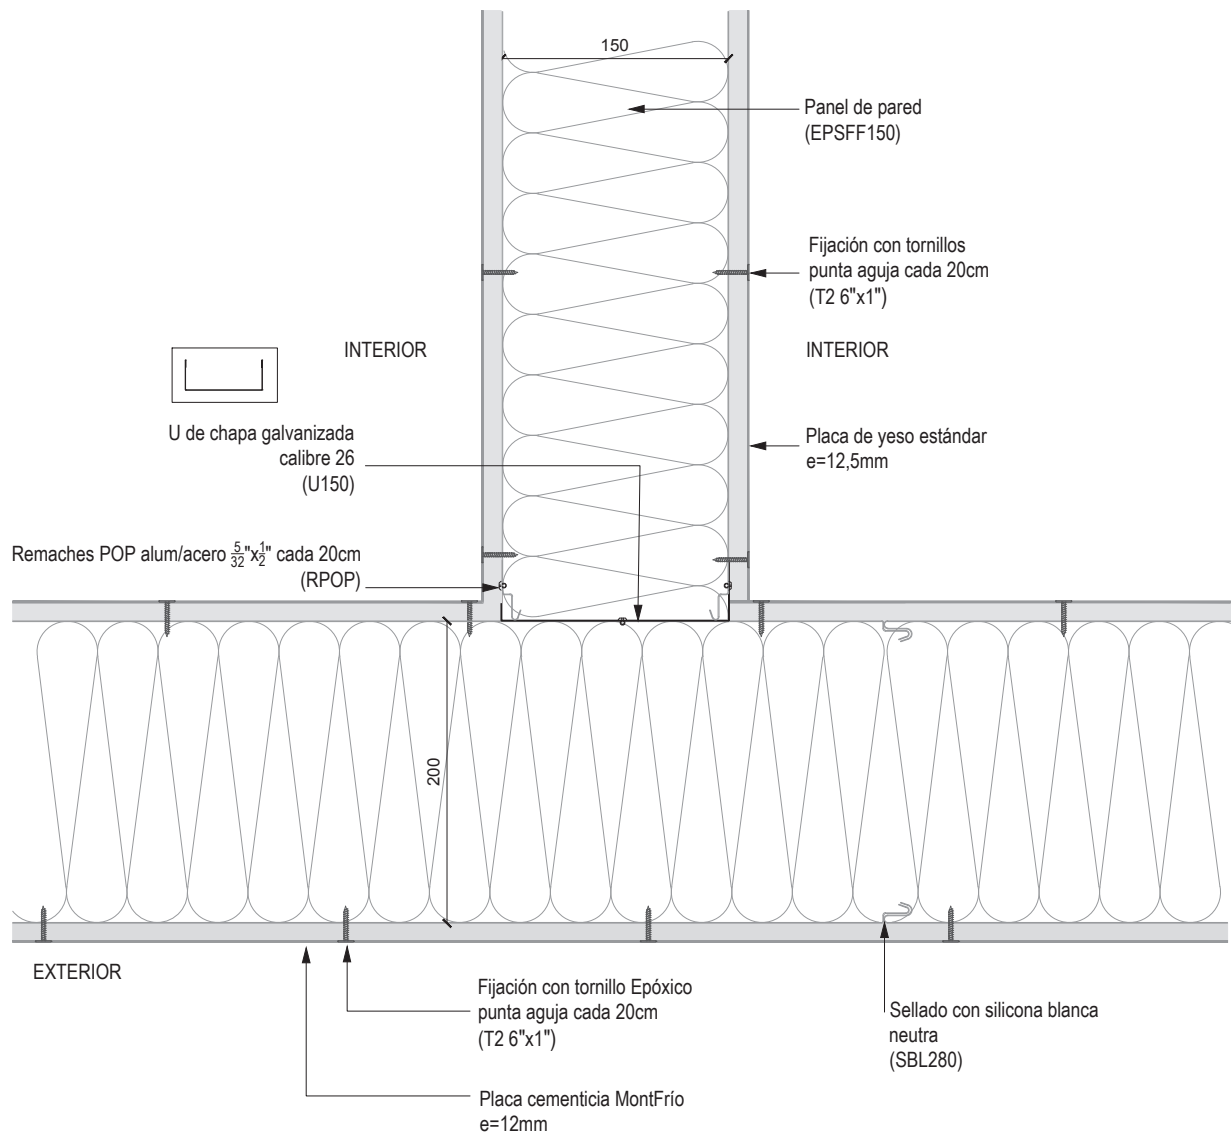 150
Panel de pared
(EPSFF150)
Fijación con tornillos
punta aguja cada 20cm
(T2 6"x1")
INTERIOR
INTERIOR
U de chapa galvanizada
calibre 26
(U150)
Placa de yeso estándar
e=12,5mm
Remaches POP alum/acero 5/32"x1/2" cada 20cm
(RPOP)
200
EXTERIOR
Fijación con tornillo Epóxico
punta aguja cada 20cm
(T2 6"x1")
Sellado con silicona blanca
neutra
(SBL280)
Placa cementicia MontFrío
e=12mm